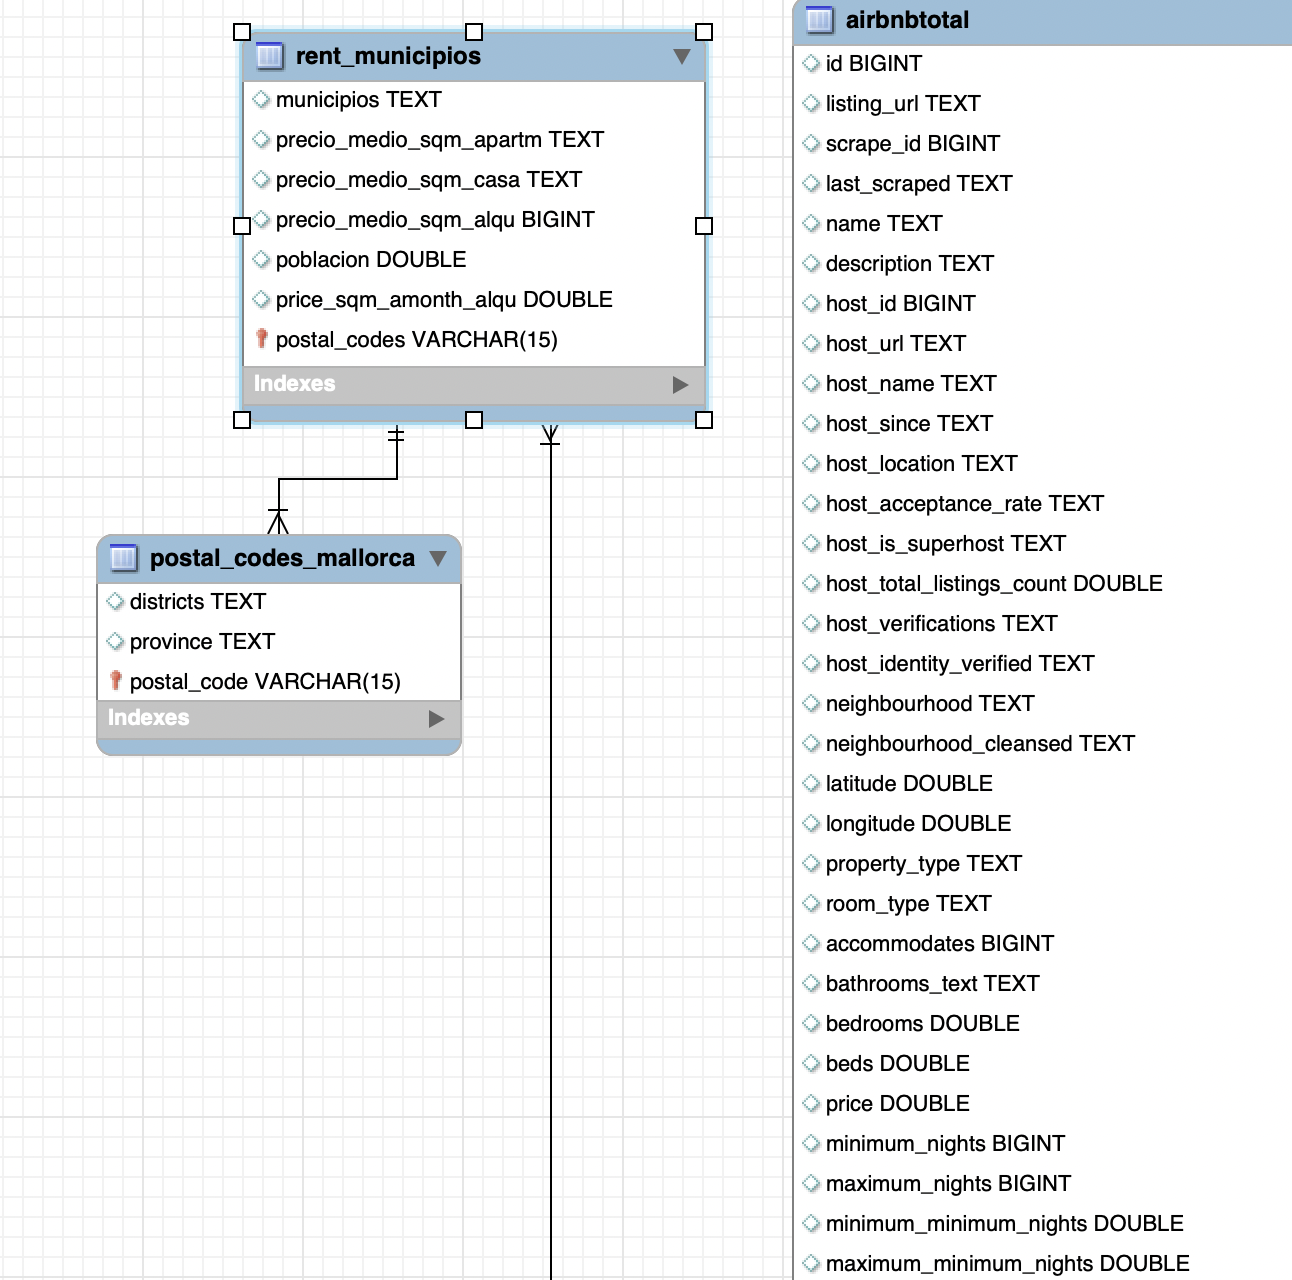 rent_municipios
municipios TEXT
precio_medio_sqm_apartm TEXT
precio_medio_sqm_casa TEXT
precio_medio_sqm_alqu BIGINT
poblacion DOUBLE
price_sqm_amonth_alqu DOUBLE
postal_codes VARCHAR(15)
Indexes
postal_codes_mallorca
districts TEXT
province TEXT
postal_code VARCHAR(15)
Indexes
airbnbtotal
id BIGINT
listing_url TEXT
scrape_id BIGINT
last_scraped TEXT
name TEXT
description TEXT
host_id BIGINT
host_url TEXT
host_name TEXT
host_since TEXT
host_location TEXT
host_acceptance_rate TEXT
host_is_superhost TEXT
host_total_listings_count DOUBLE
host_verifications TEXT
host_identity_verified TEXT
neighbourhood TEXT
neighbourhood_cleansed TEXT
latitude DOUBLE
longitude DOUBLE
property_type TEXT
room_type TEXT
accommodates BIGINT
bathrooms_text TEXT
bedrooms DOUBLE
beds DOUBLE
price DOUBLE
minimum_nights BIGINT
maximum_nights BIGINT
minimum_minimum_nights DOUBLE
maximum_minimum_nights DOUBLE